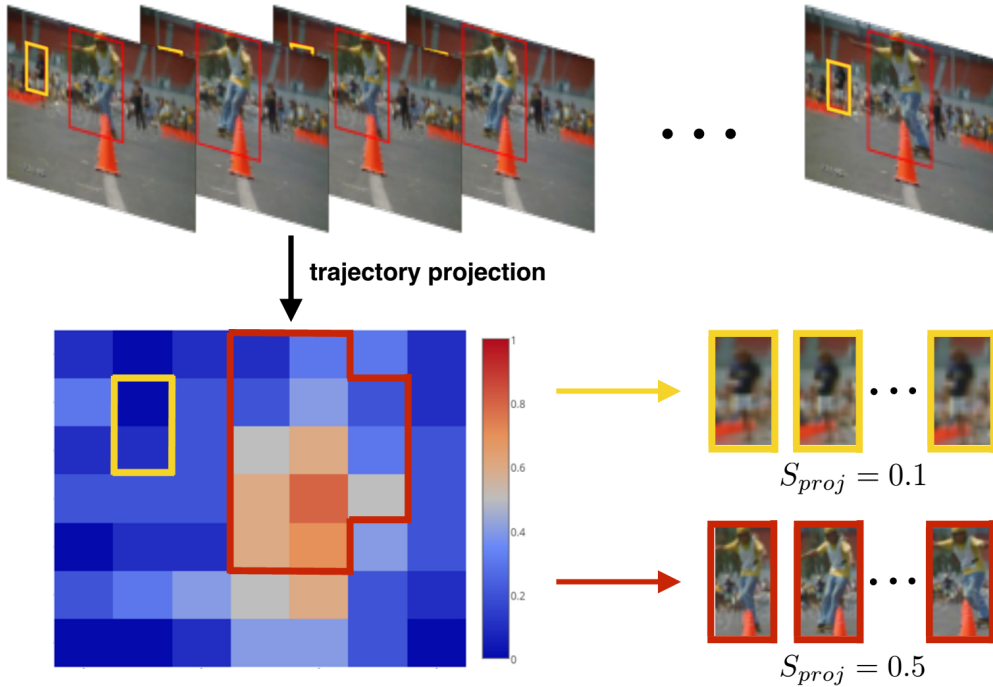 trajectory projection
1
0.8
0.6
0.4
0.2
0
S_{proj} = 0.1
S_{proj} = 0.5